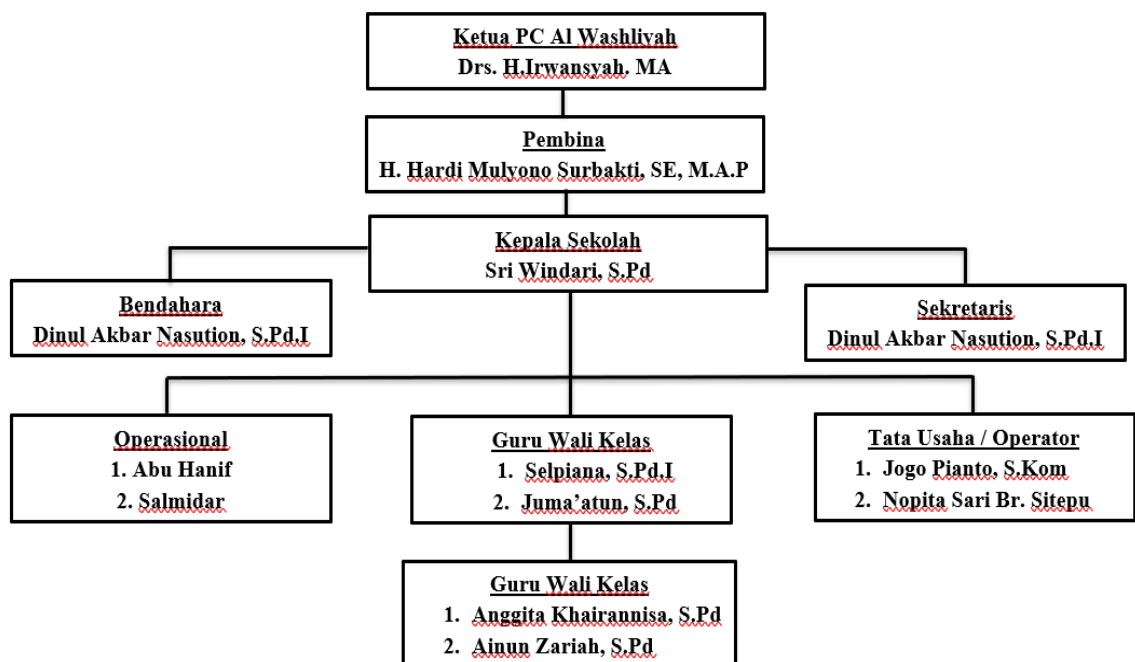 Ketua PC Al Washliyah
Drs. H.Irwansyah. MA
Pembina
H. Hardi Mulyono Surbakti, SE, M.A.P
Kepala Sekolah
Sri Windari, S.Pd
Bendahara
Dinul Akbar Nasution, S.Pd.I
Sekretaris
Dinul Akbar Nasution, S.Pd.I
Operasional
1. Abu Hanif
2. Salmidar
Guru Wali Kelas
1. Selpiana, S.Pd.I
2. Juma’atun, S.Pd
Tata Usaha / Operator
1. Jogo Pianto, S.Kom
2. Nopita Sari Br. Sitepu
Guru Wali Kelas
1. Anggita Khairannisa, S.Pd
2. Ainun Zariah, S.Pd